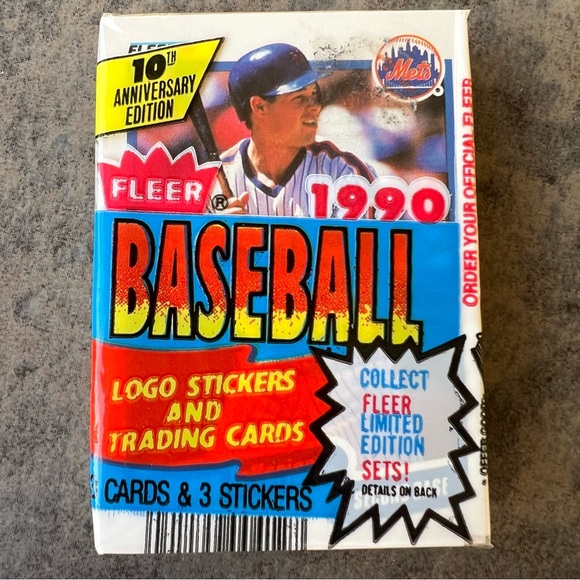 FLEER
10TH
ANNIVERSARY
EDITION
Mets
FLEER®
1990
BASEBALL
LOGO STICKERS
AND
TRADING CARDS
CARDS & 3 STICKERS
COLLECT
FLEER
LIMITED
EDITION
SETS!
DETAILS ON BACK
ORDER YOUR OFFICIAL FLEER